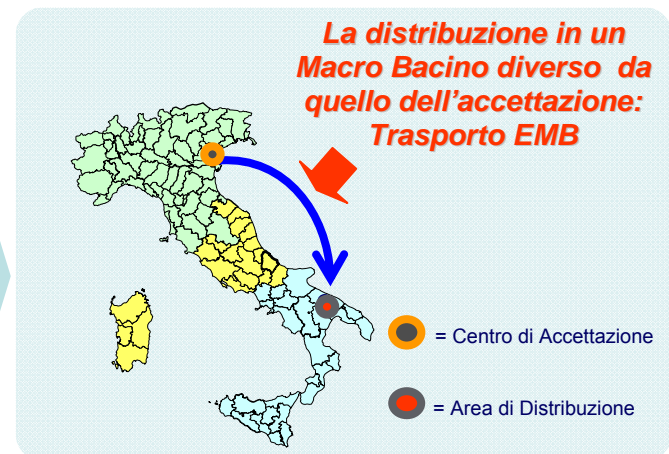 La distribuzione in un
Macro Bacino diverso da
quello dell'accettazione:
Trasporto EMB
= Centro di Accettazione
= Area di Distribuzione